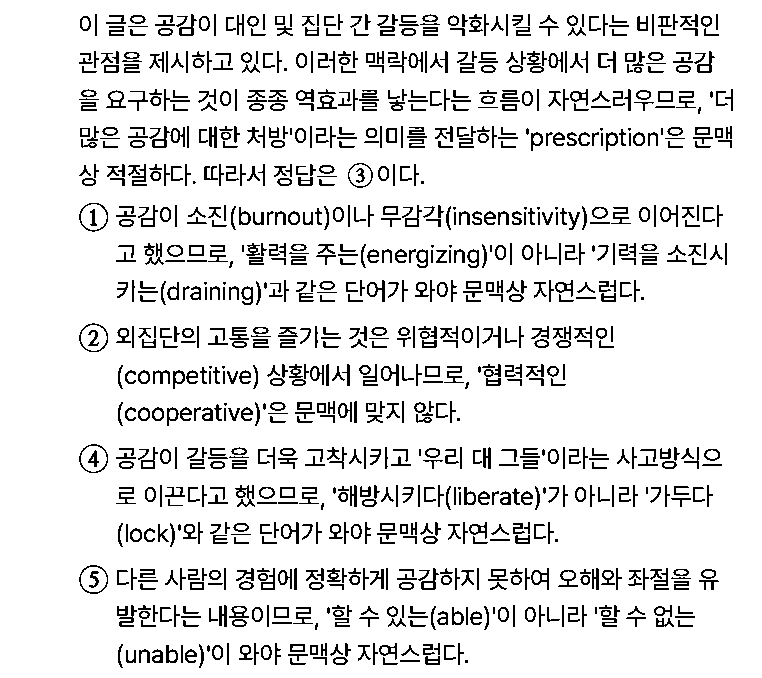 이 글은 공감이 대인 및 집단 간 갈등을 악화시킬 수 있다는 비판적인
관점을 제시하고 있다. 이러한 맥락에서 갈등 상황에서 더 많은 공감
을 요구하는 것이 종종 역효과를 낳는다는 흐름이 자연스러우므로, '더
많은 공감에 대한 처방'이라는 의미를 전달하는 'prescription'은 문맥
상 적절하다. 따라서 정답은 ③이다.
① 공감이 소진(burnout)이나 무감각(insensitivity)으로 이어진다
고 했으므로, '활력을 주는(energizing)'이 아니라 '기력을 소진시
키는(draining)'과 같은 단어가 와야 문맥상 자연스럽다.
② 외집단의 고통을 즐기는 것은 위협적이거나 경쟁적인
(competitive) 상황에서 일어나므로, '협력적인
(cooperative)'은 문맥에 맞지 않다.
④ 공감이 갈등을 더욱 고착시키고 '우리 대 그들'이라는 사고방식으
로 이끈다고 했으므로, '해방시키다(liberate)'가 아니라 '가두다
(lock)'와 같은 단어가 와야 문맥상 자연스럽다.
⑤ 다른 사람의 경험에 정확하게 공감하지 못하여 오해와 좌절을 유
발한다는 내용이므로, '할 수 있는(able)'이 아니라 '할 수 없는
(unable)'이 와야 문맥상 자연스럽다.